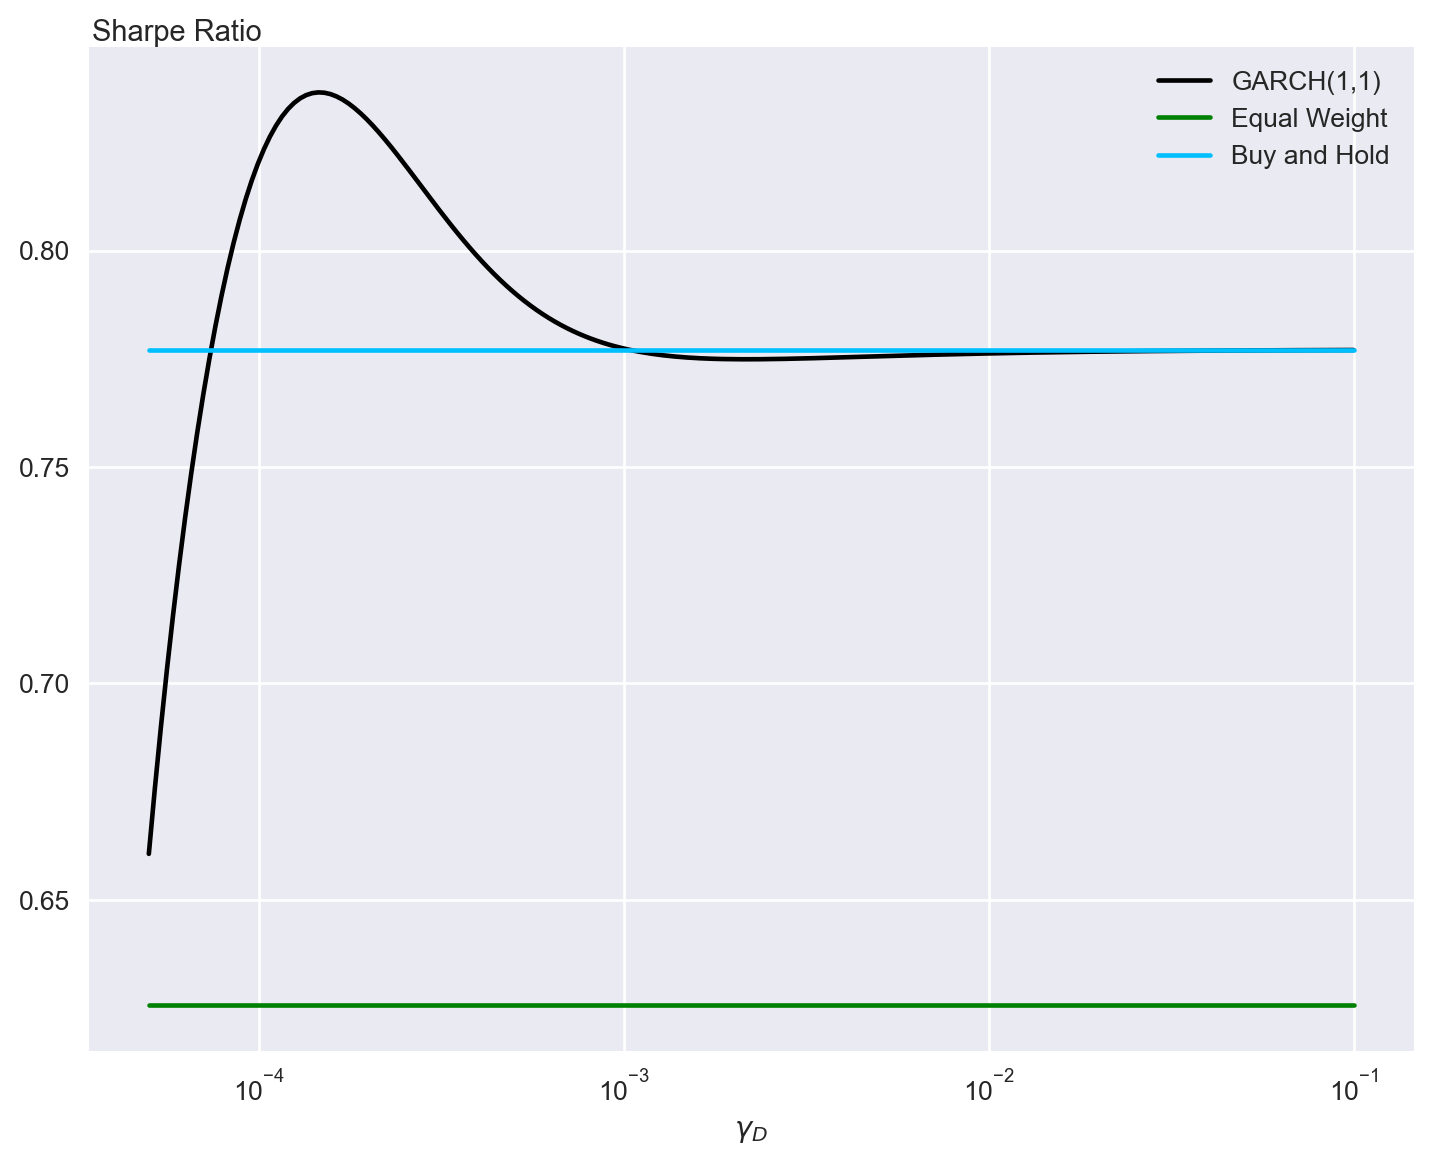 Sharpe Ratio
GARCH(1,1)
Equal Weight
Buy and Hold
0.80
0.75
0.70
0.65
10⁻⁴ 10⁻³ 10⁻² 10⁻¹
γ_D